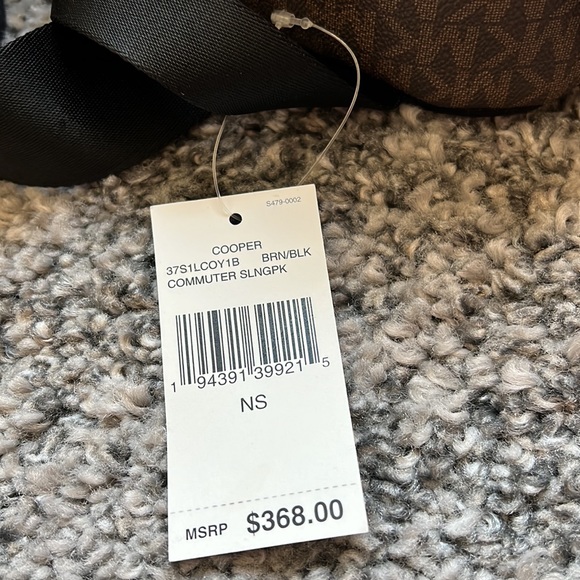 S479-0002
COOPER
37S1LCOY1B BRN/BLK
COMMUTER SLNGPK
1 94391 39921 5
NS
MSRP $368.00